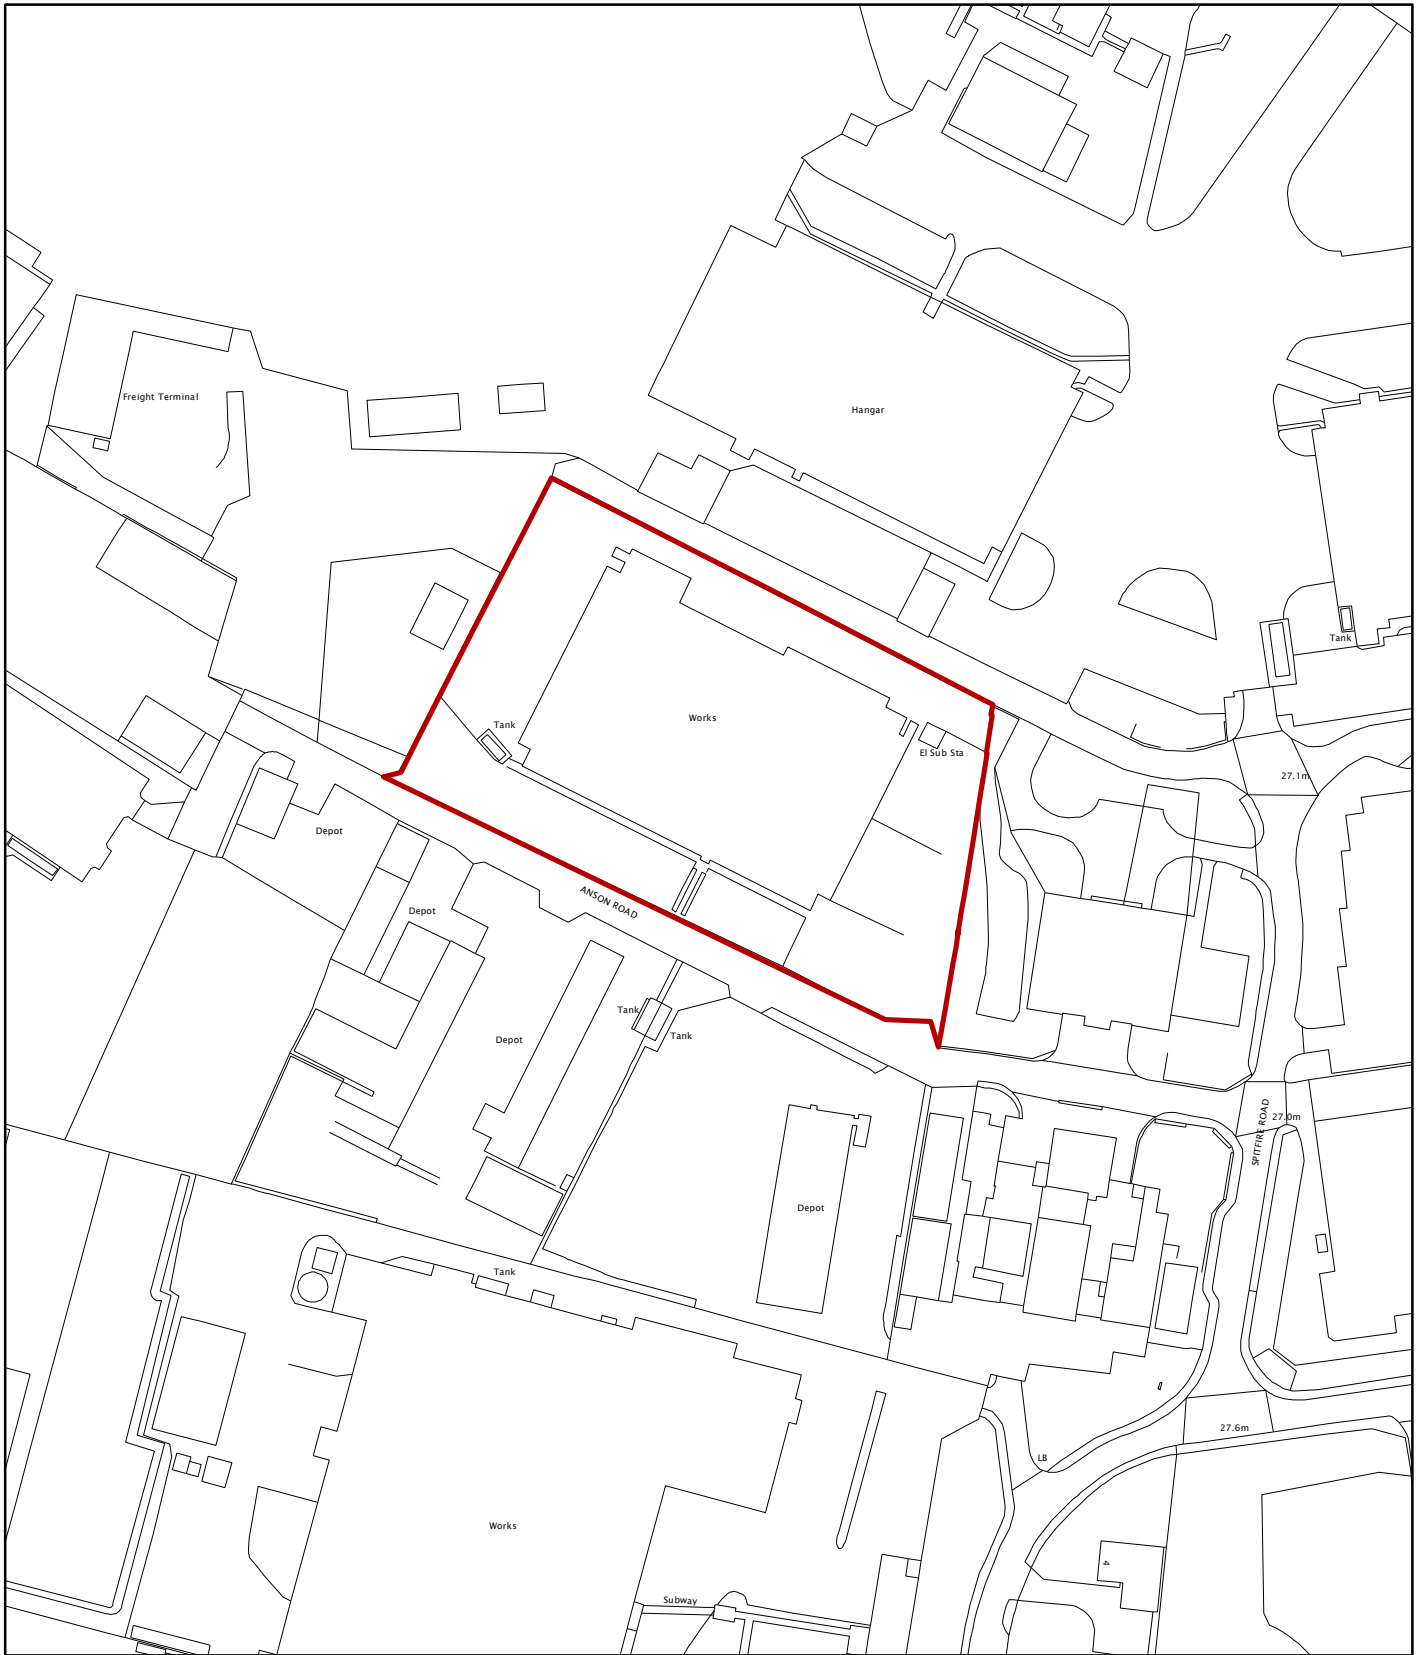 Freight Terminal
Hangar
Tank
Works
Tank
El Sub Sta
27.1m
Depot
ANSON ROAD
Depot
Tank
Tank
Depot
SPITFIRE ROAD
27.0m
Depot
Tank
27.6m
LB
Works
4
Subway